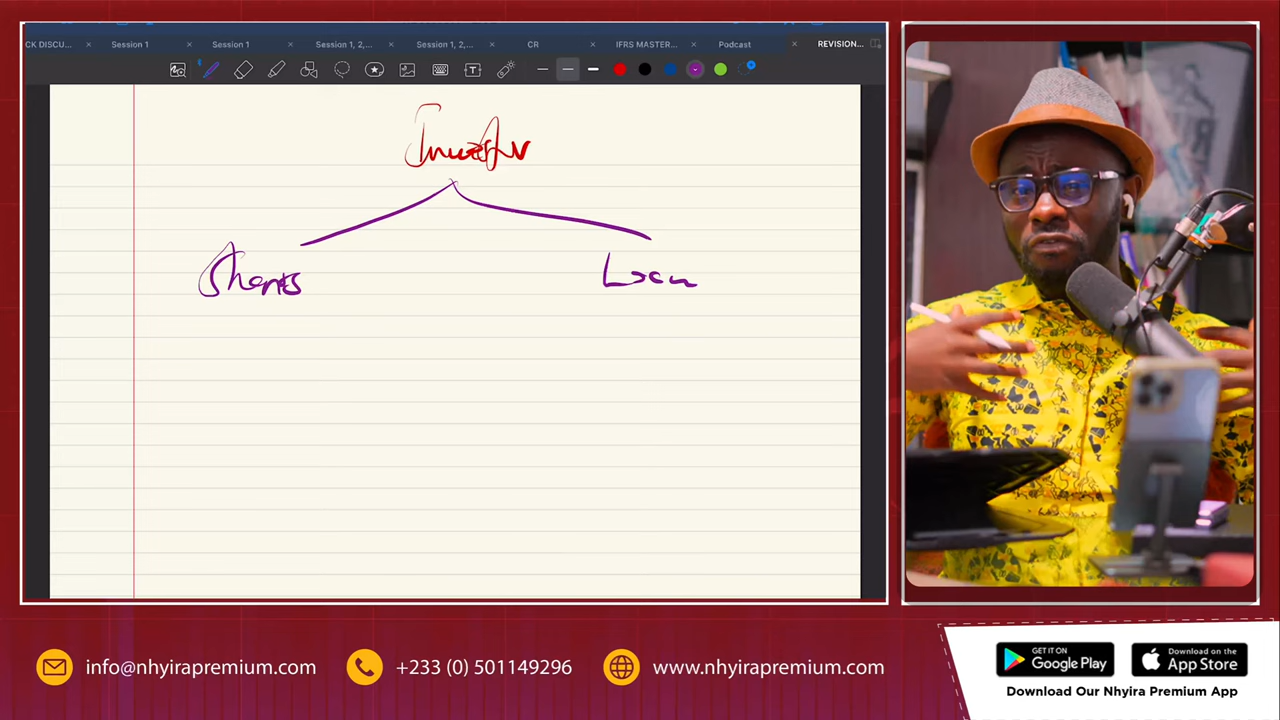 CK DISCU...
Session 1
Session 1
Session 1, 2,...
Session 1, 2,...
CR
IFRS MASTER...
Podcast
REVISION...
Investor
Shares
Loan
info@nhyirapremium.com
+233 (0) 501149296
www.nhyirapremium.com
GET IT ON
Google Play
Download on the
App Store
Download Our Nhyira Premium App